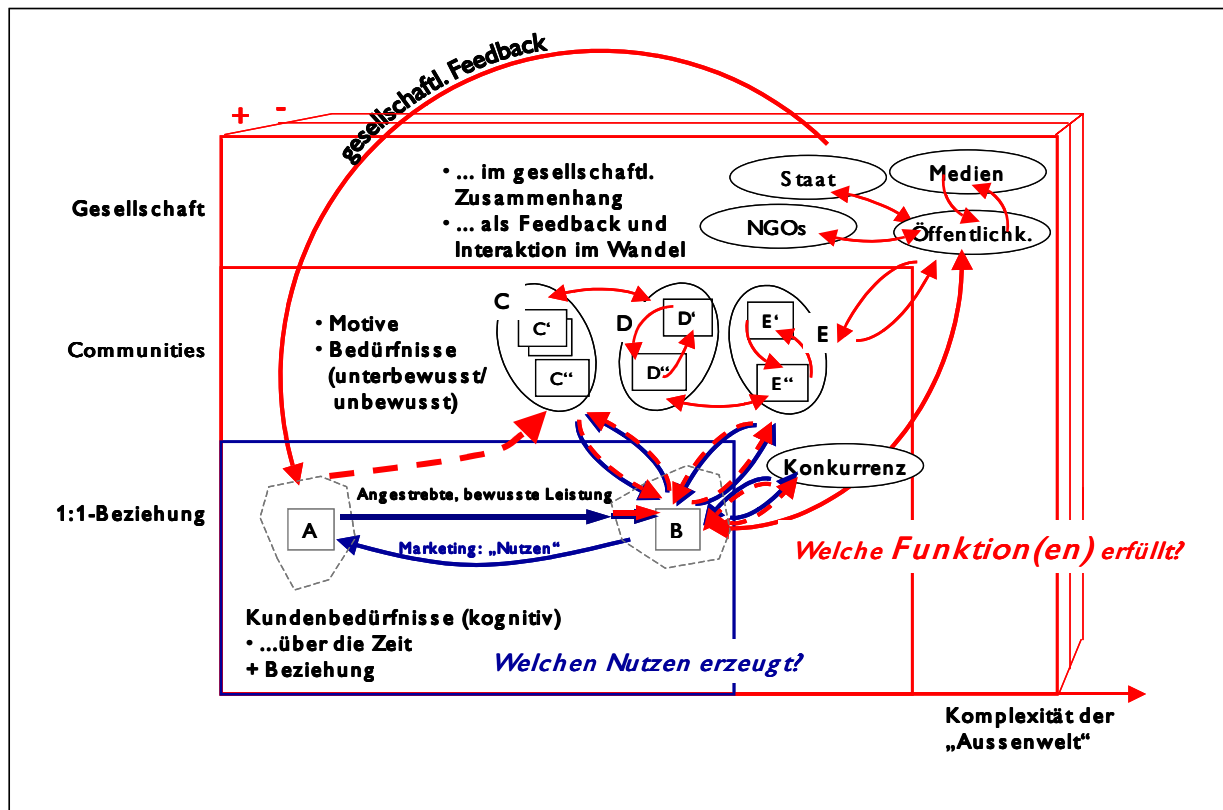 gesellschaftl. Feedback
+ -
Gesellschaft
• ... im gesellschaftl.
Zusammenhang
• ... als Feedback und
Interaktion im Wandel
Staat
Medien
NGOs
Öffentlichk.
Communities
• Motive
• Bedürfnisse
(unterbewusst/
unbewusst)
C
C‘
C“
D
D‘
D“
E‘
E
E“
Konkurrenz
1:1-Beziehung
Angestrebte, bewusste Leistung
A
B
Marketing: „Nutzen“
Welche Funktion(en) erfüllt?
Kundenbedürfnisse (kognitiv)
• ...über die Zeit
+ Beziehung
Welchen Nutzen erzeugt?
Komplexität der
„Aussenwelt“